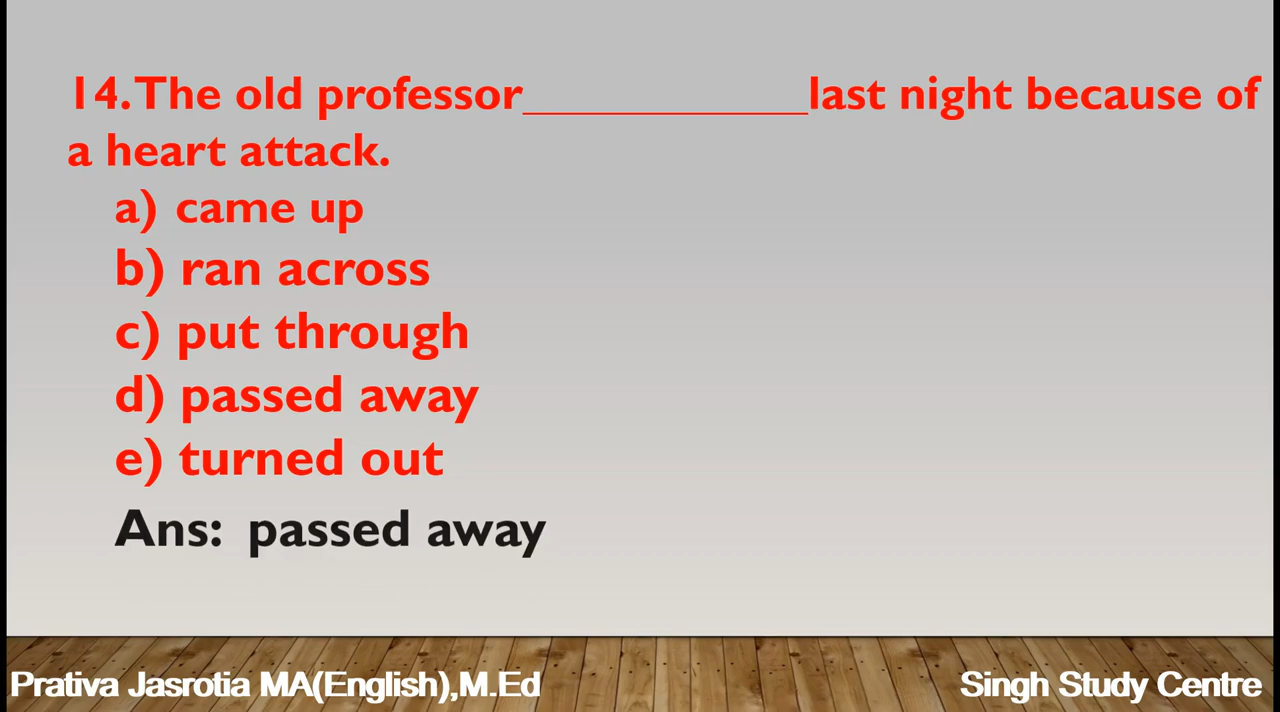 14. The old professor___________last night because of
a heart attack.
a) came up
b) ran across
c) put through
d) passed away
e) turned out
Ans: passed away
Prativa Jasrotia MA(English),M.Ed
Singh Study Centre